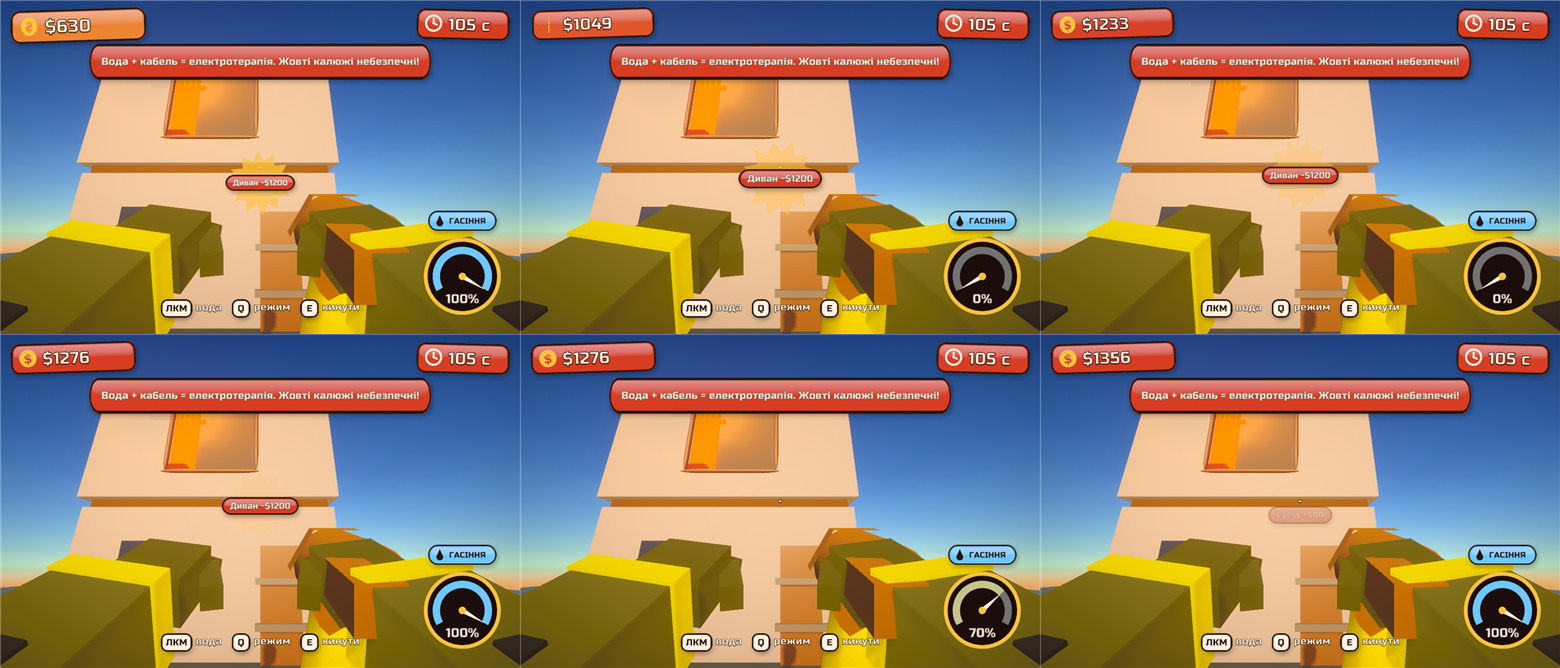 $630
105 с
Вода + кабель = електротерапія. Жовті калюжі небезпечні!
Диван -$1200
ГАСІННЯ
100%
ЛКМ вода Q режим E кинути
$1049
105 с
Вода + кабель = електротерапія. Жовті калюжі небезпечні!
Диван -$1200
ГАСІННЯ
0%
ЛКМ вода Q режим E кинути
$1233
105 с
Вода + кабель = електротерапія. Жовті калюжі небезпечні!
Диван -$1200
ГАСІННЯ
0%
ЛКМ вода Q режим E кинути
$1276
105 с
Вода + кабель = електротерапія. Жовті калюжі небезпечні!
Диван -$1200
ГАСІННЯ
100%
ЛКМ вода Q режим E кинути
$1276
105 с
Вода + кабель = електротерапія. Жовті калюжі небезпечні!
ГАСІННЯ
70%
ЛКМ вода Q режим E кинути
$1356
105 с
Вода + кабель = електротерапія. Жовті калюжі небезпечні!
ГАСІННЯ
100%
ЛКМ вода Q режим E кинути